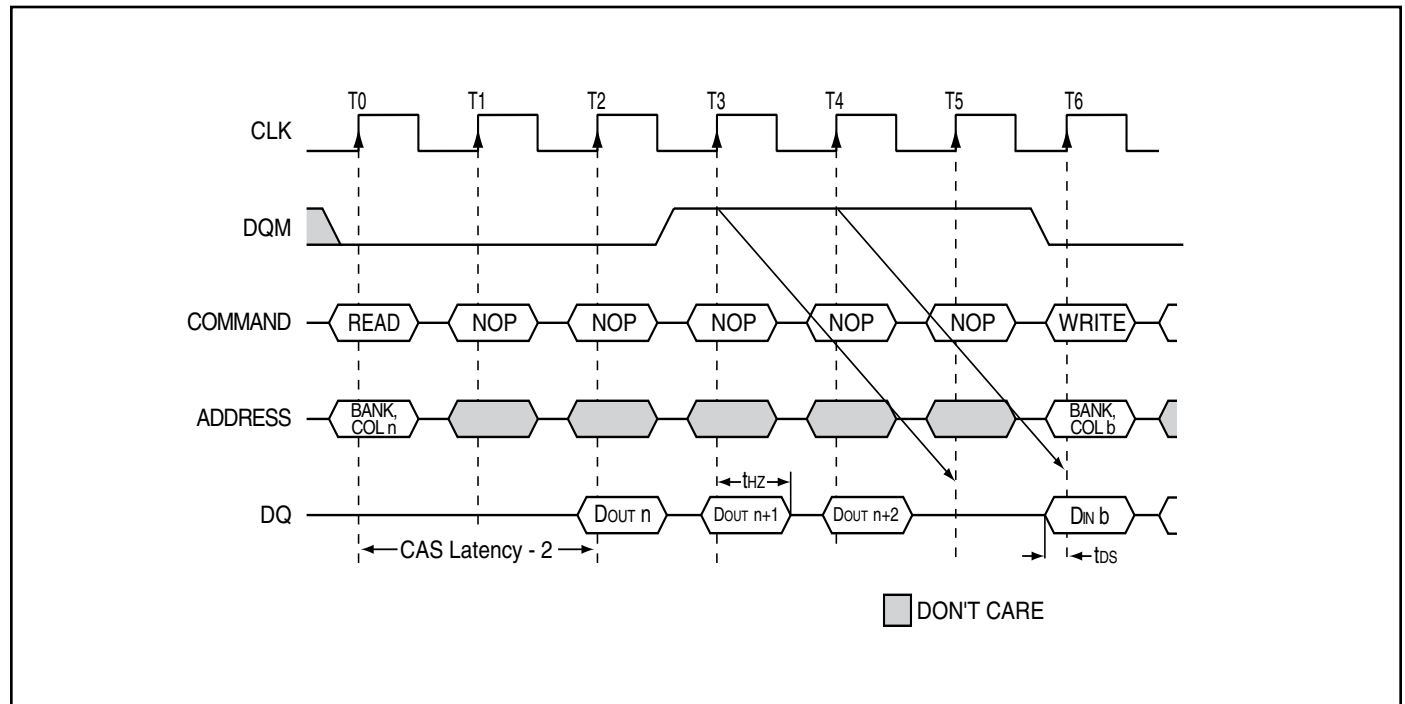 T0 T1 T2 T3 T4 T5 T6
CLK
DQM
COMMAND READ NOP NOP NOP NOP NOP WRITE
ADDRESS BANK, COL n BANK, COL b
tHZ
DQ DOUT n DOUT n+1 DOUT n+2 DIN b
CAS Latency - 2 tDS
DON'T CARE